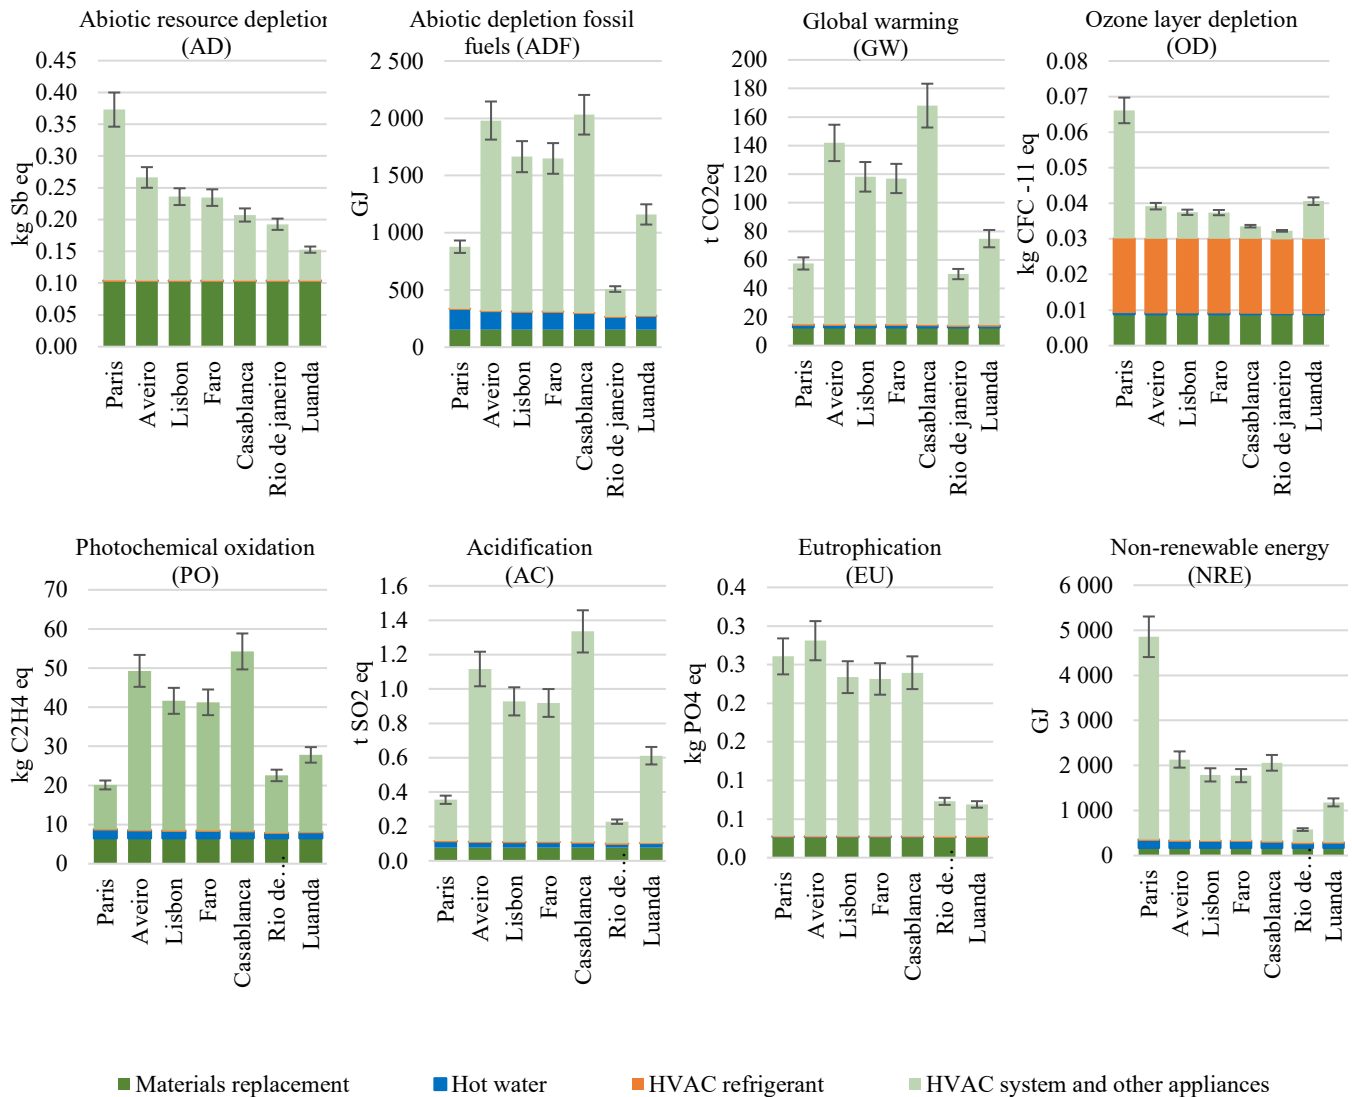 Abiotic resource depletion
(AD)
kg Sb eq
0.45
0.40
0.35
0.30
0.25
0.20
0.15
0.10
0.05
0.00
Paris
Aveiro
Lisbon
Faro
Casablanca
Rio de janeiro
Luanda
Abiotic depletion fossil
fuels (ADF)
GJ
2 500
2 000
1 500
1 000
500
0
Paris
Aveiro
Lisbon
Faro
Casablanca
Rio de janeiro
Luanda
Global warming
(GW)
t CO2eq
200
180
160
140
120
100
80
60
40
20
0
Paris
Aveiro
Lisbon
Faro
Casablanca
Rio de janeiro
Luanda
Ozone layer depletion
(OD)
kg CFC -11 eq
0.08
0.07
0.06
0.05
0.04
0.03
0.02
0.01
0.00
Paris
Aveiro
Lisbon
Faro
Casablanca
Rio de janeiro
Luanda
Photochemical oxidation
(PO)
kg C2H4 eq
70
60
50
40
30
20
10
0
Paris
Aveiro
Lisbon
Faro
Casablanca
Rio de…
Luanda
Acidification
(AC)
t SO2 eq
1.6
1.4
1.2
1.0
0.8
0.6
0.4
0.2
0.0
Paris
Aveiro
Lisbon
Faro
Casablanca
Rio de…
Luanda
Eutrophication
(EU)
kg PO4 eq
0.4
0.3
0.3
0.2
0.2
0.1
0.1
0.0
Paris
Aveiro
Lisbon
Faro
Casablanca
Rio de…
Luanda
Non-renewable energy
(NRE)
GJ
6 000
5 000
4 000
3 000
2 000
1 000
0
Paris
Aveiro
Lisbon
Faro
Casablanca
Rio de…
Luanda
Materials replacement
Hot water
HVAC refrigerant
HVAC system and other appliances